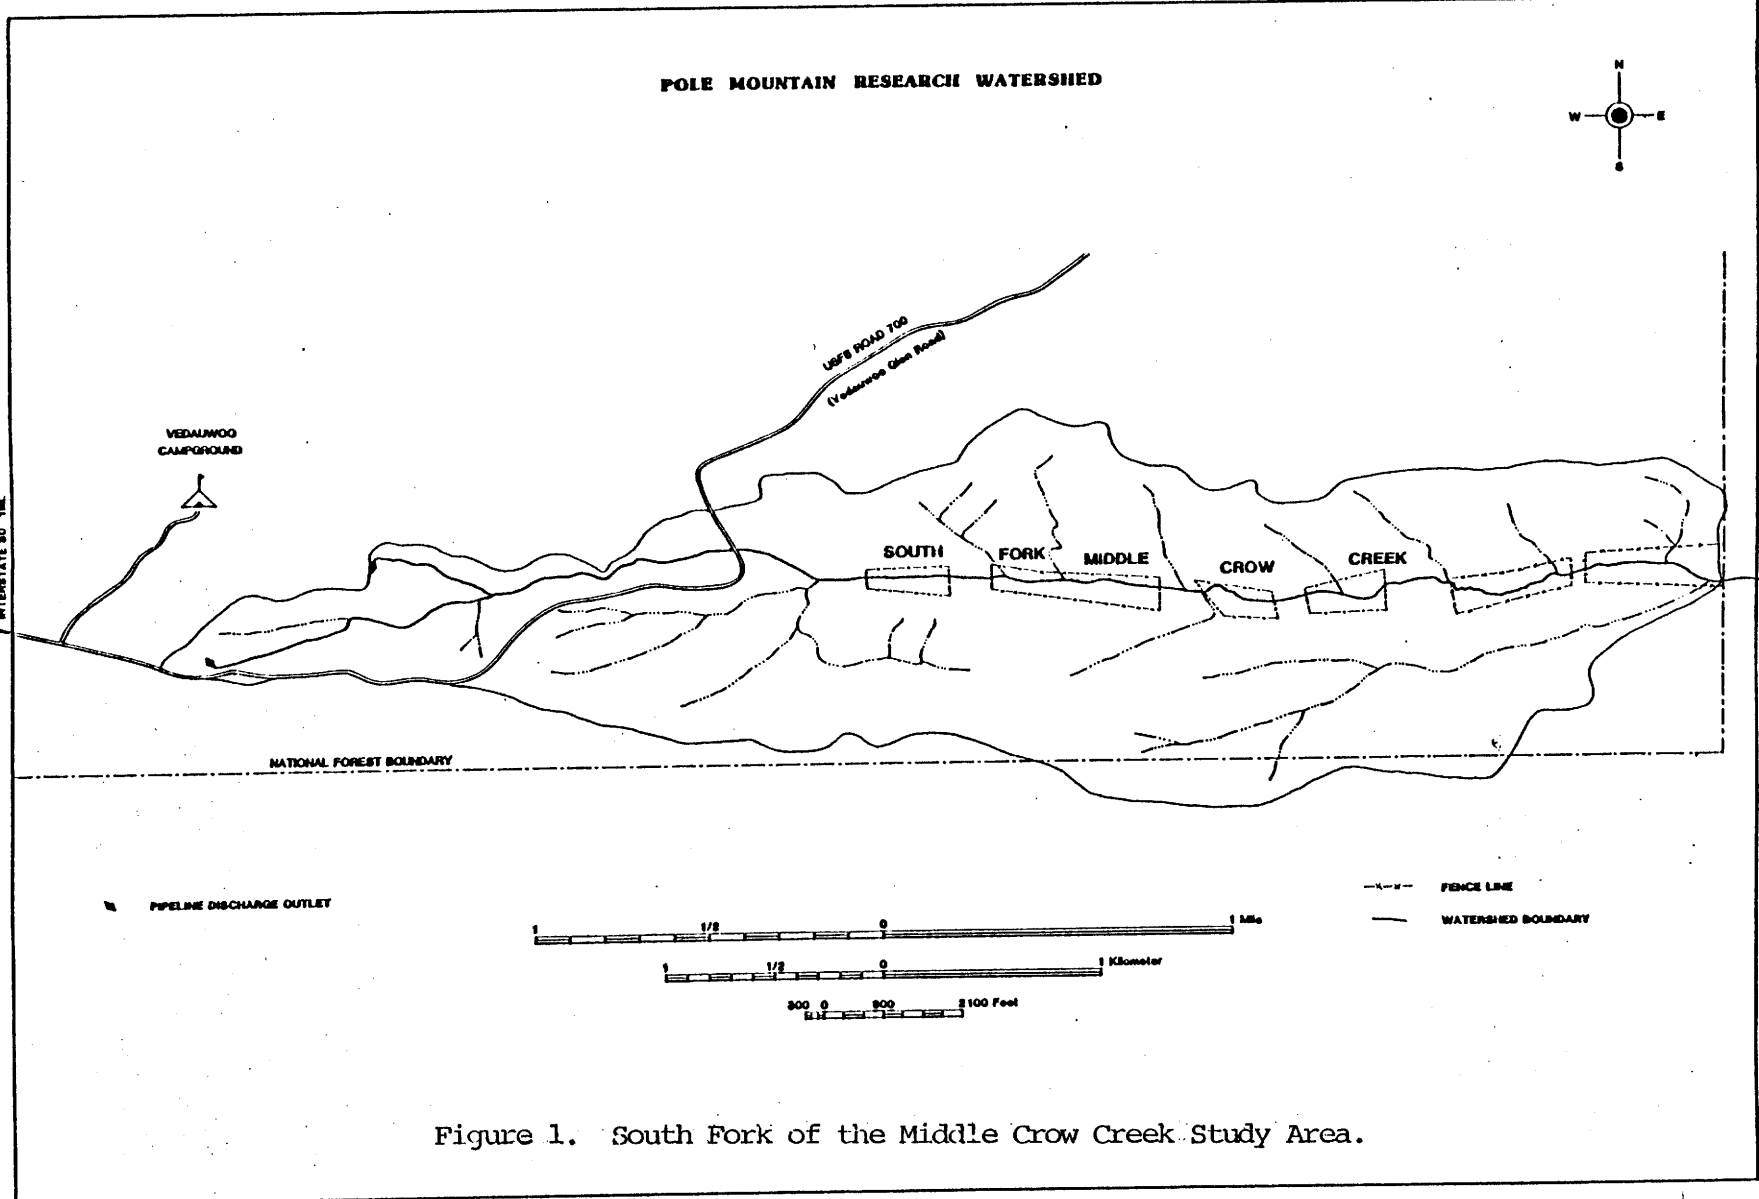 POLE MOUNTAIN RESEARCH WATERSHED
N
W E
S
USFS ROAD 700
(Vedauwoo Glen Road)
VEDAUWOO
CAMPGROUND
INTERSTATE 80
SOUTH FORK MIDDLE CROW CREEK
NATIONAL FOREST BOUNDARY
PIPELINE DISCHARGE OUTLET
FENCE LINE
WATERSHED BOUNDARY
1 1/2 0 1 Mile
1 1/2 0 1 Kilometer
300 0 900 2100 Feet
Figure 1. South Fork of the Middle Crow Creek Study Area.